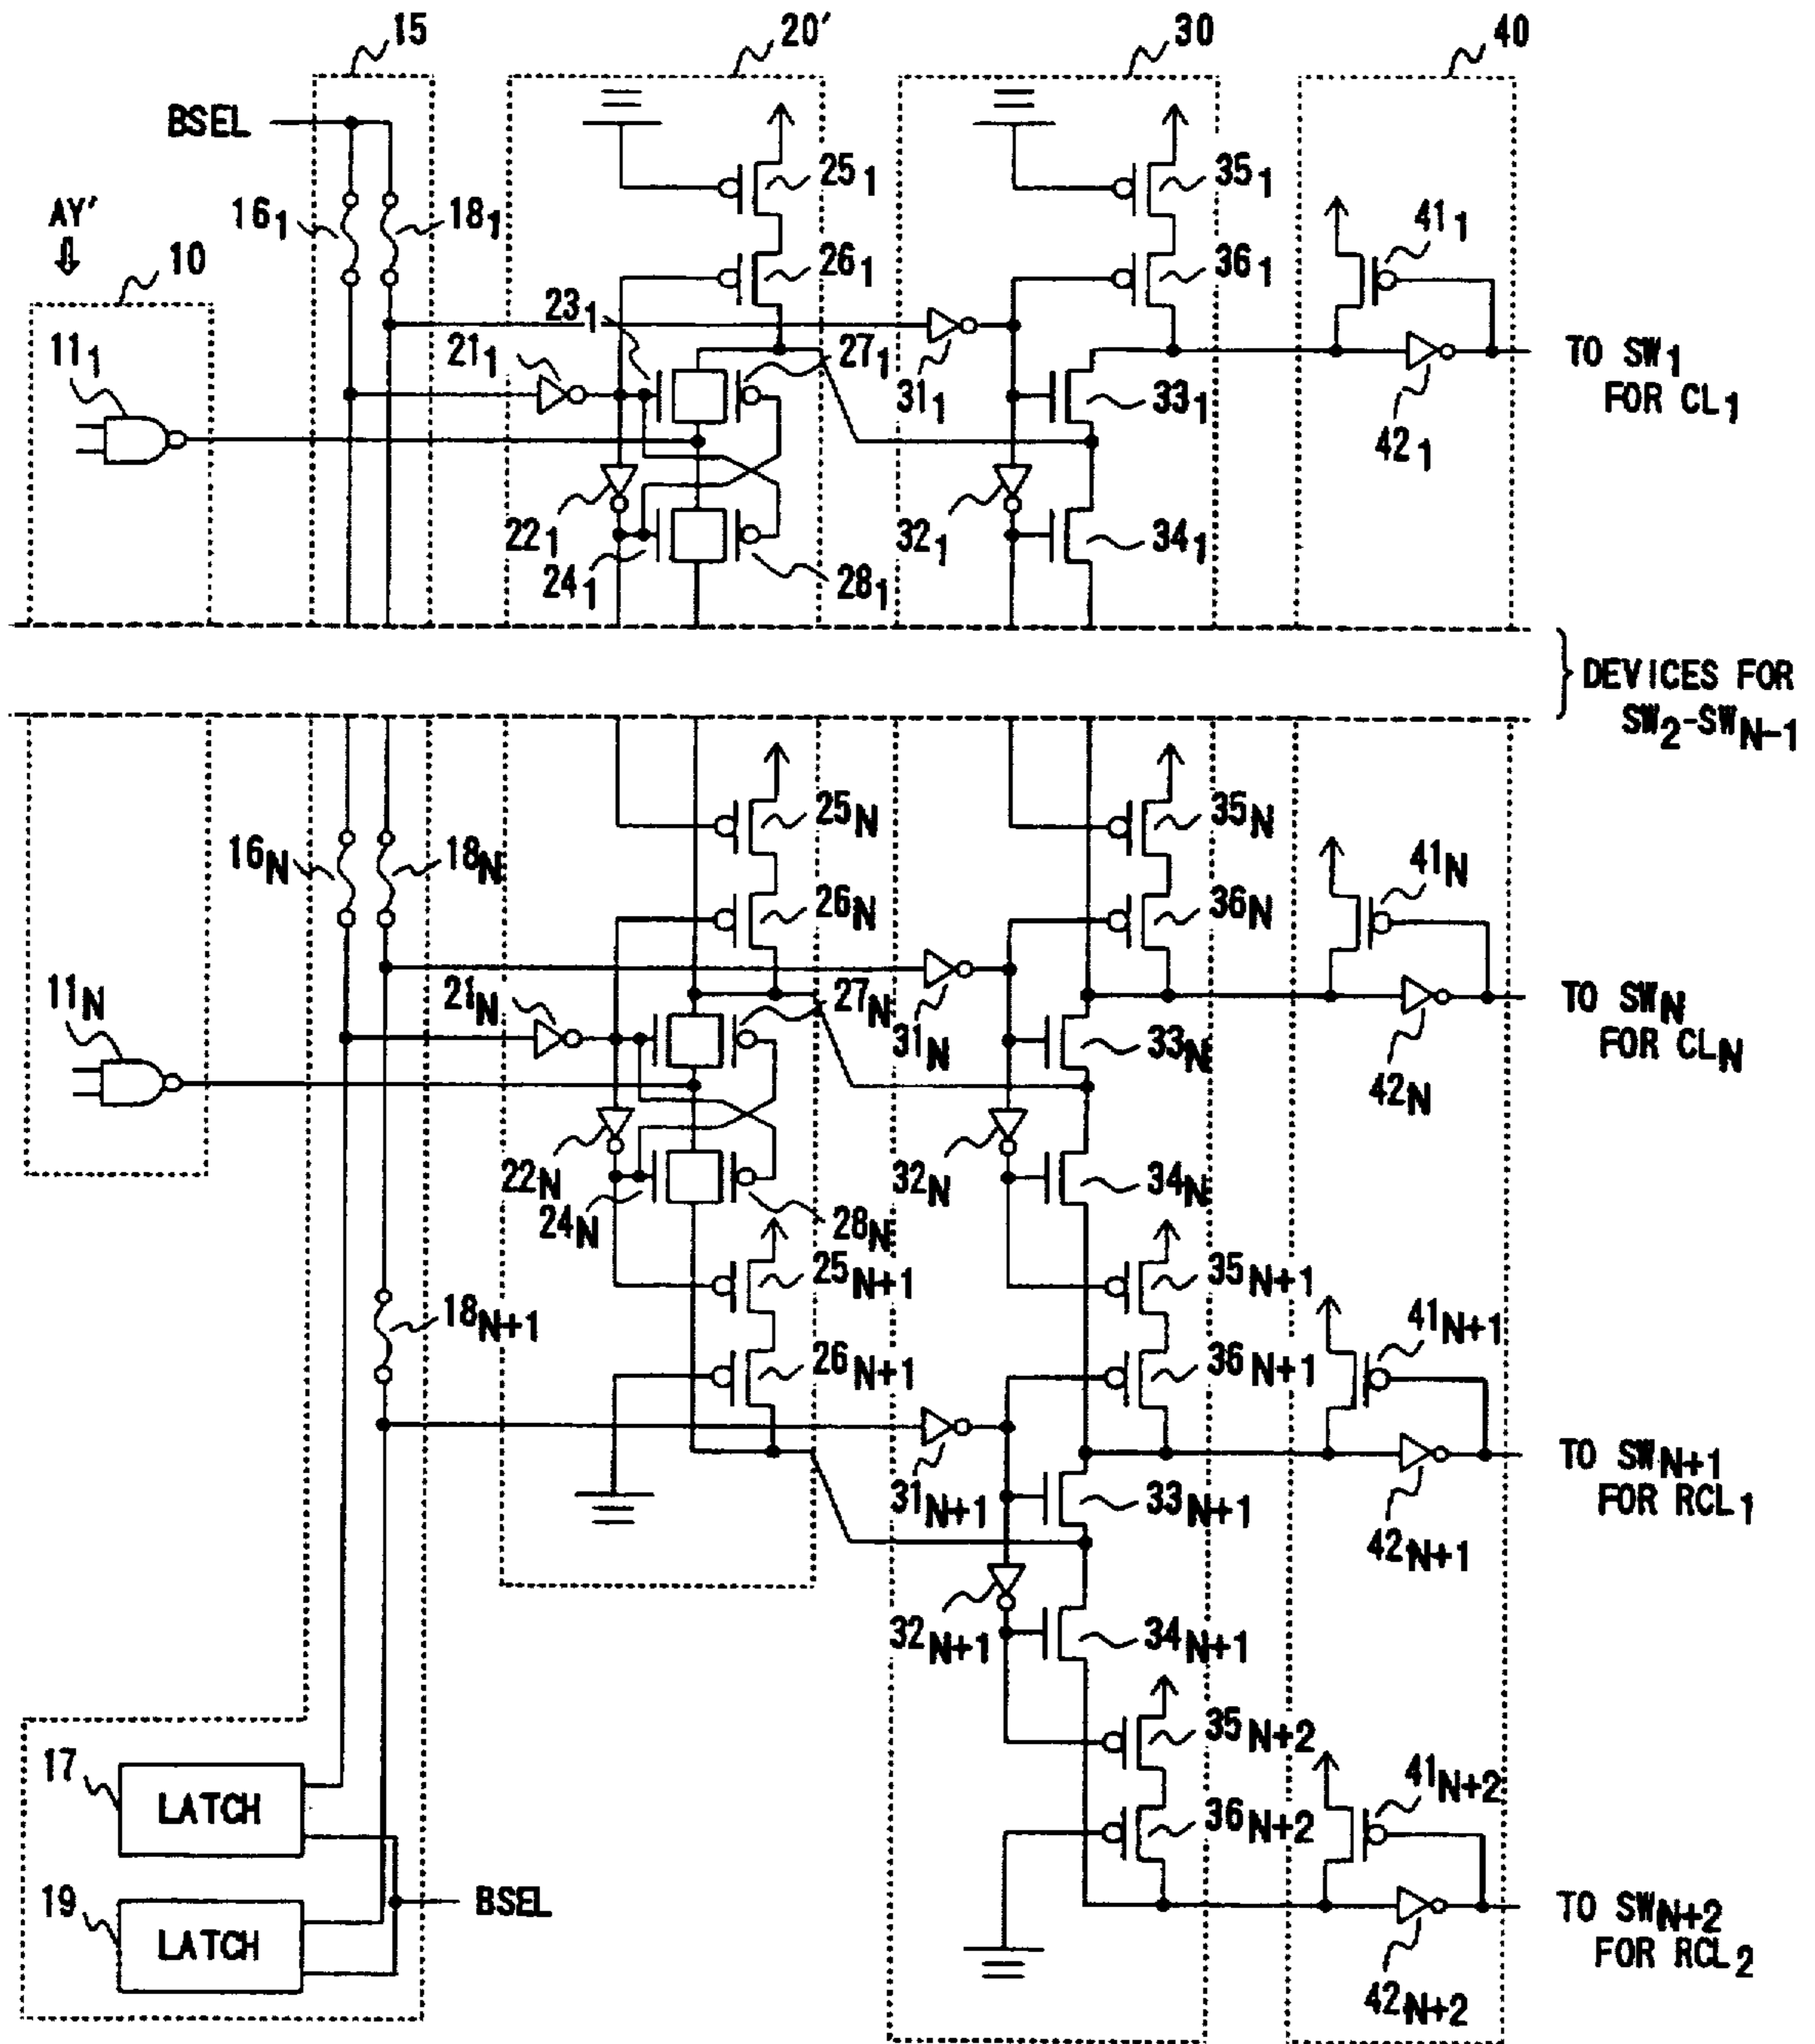 15
20′
30
40
BSEL
25₁
35₁
AY′
16₁
18₁
41₁
10
26₁
36₁
23₁
11₁
21₁
27₁
31₁
33₁
TO SW₁
FOR CL₁
42₁
22₁
32₁
34₁
24₁
28₁
DEVICES FOR
SW₂-SWN-1
25N
35N
16N
18N
41N
26N
36N
11N
21N
27N
31N
33N
TO SWN
FOR CLN
42N
22N
32N
34N
24N
28N
25N+1
35N+1
18N+1
41N+1
26N+1
36N+1
TO SWN+1
FOR RCL₁
31N+1
33N+1
42N+1
32N+1
34N+1
17
LATCH
35N+2
41N+2
36N+2
19
LATCH
BSEL
TO SWN+2
FOR RCL₂
42N+2